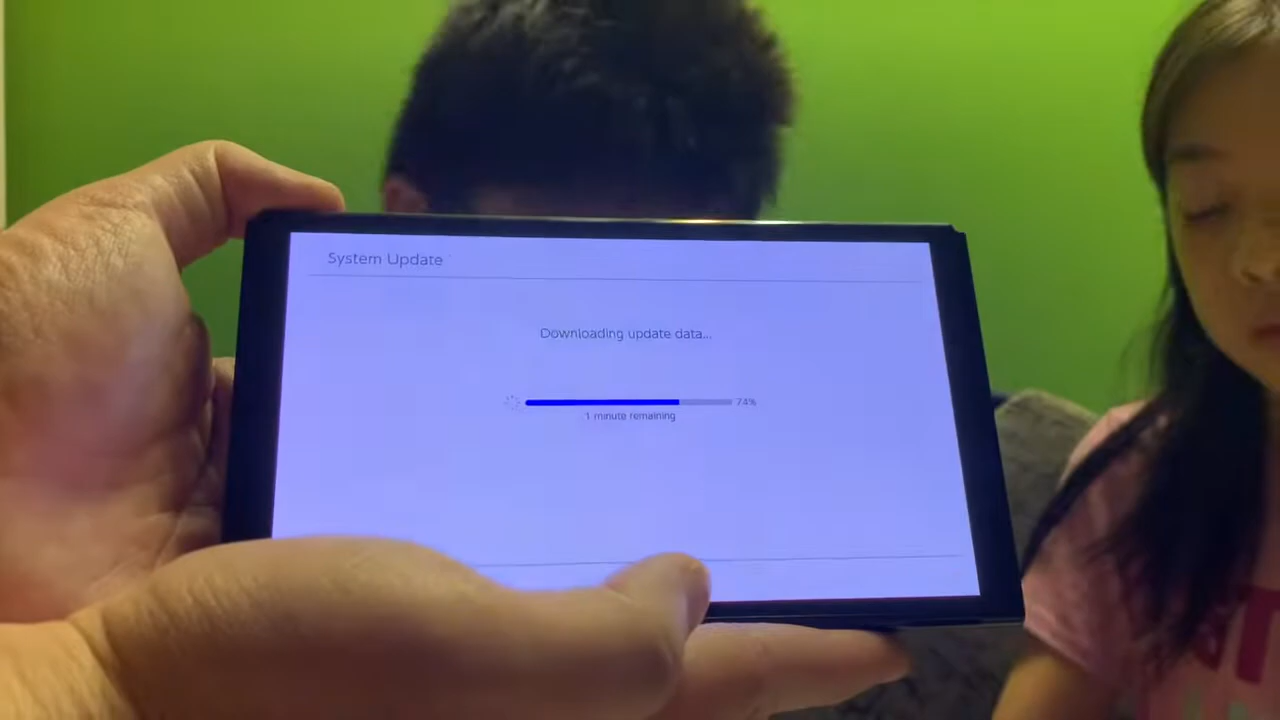 System Update
Downloading update data...
74%
1 minute remaining